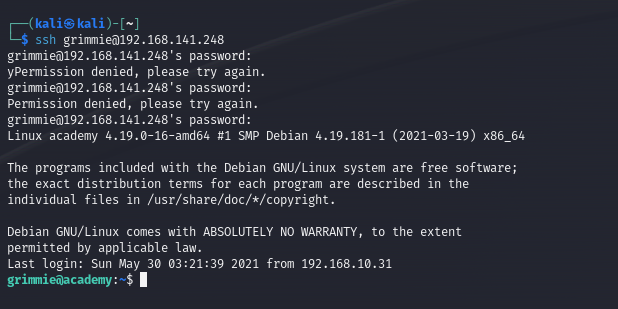 ┌──(kali㉿kali)-[~]
└─$ ssh grimmie@192.168.141.248
grimmie@192.168.141.248's password:
yPermission denied, please try again.
grimmie@192.168.141.248's password:
Permission denied, please try again.
grimmie@192.168.141.248's password:
Linux academy 4.19.0-16-amd64 #1 SMP Debian 4.19.181-1 (2021-03-19) x86_64
The programs included with the Debian GNU/Linux system are free software;
the exact distribution terms for each program are described in the
individual files in /usr/share/doc/*/copyright.
Debian GNU/Linux comes with ABSOLUTELY NO WARRANTY, to the extent
permitted by applicable law.
Last login: Sun May 30 03:21:39 2021 from 192.168.10.31
grimmie@academy:~$